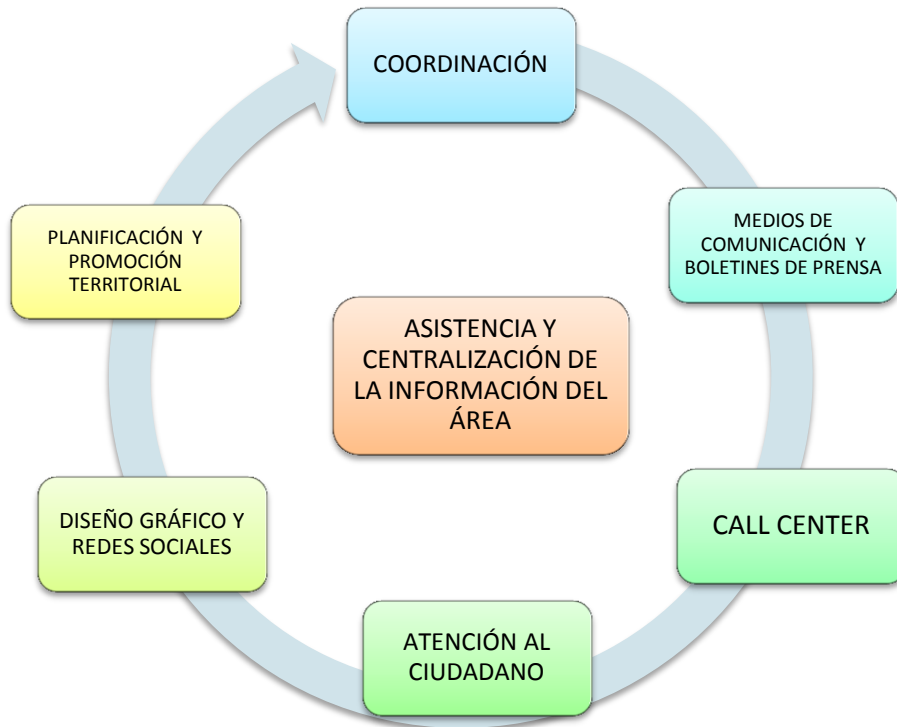 COORDINACIÓN
MEDIOS DE
COMUNICACIÓN Y
BOLETINES DE PRENSA
CALL CENTER
ATENCIÓN AL
CIUDADANO
DISEÑO GRÁFICO Y
REDES SOCIALES
PLANIFICACIÓN Y
PROMOCIÓN
TERRITORIAL
ASISTENCIA Y
CENTRALIZACIÓN DE
LA INFORMACIÓN DEL
ÁREA